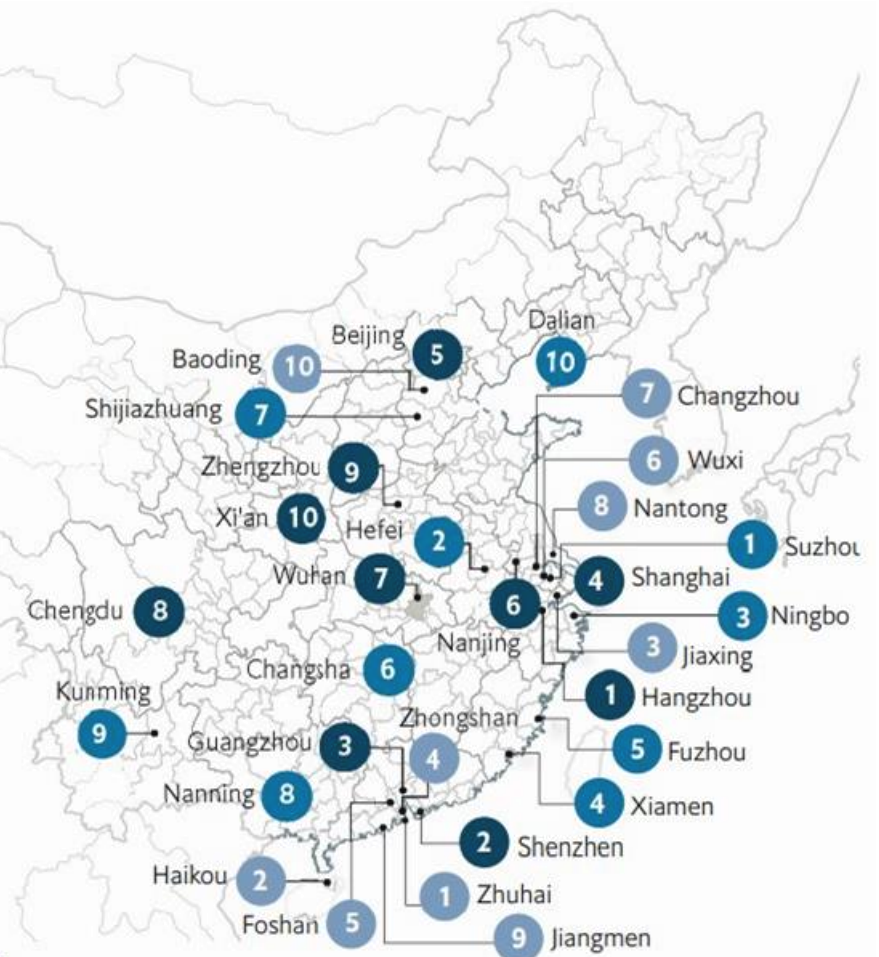 Dalian
10
Beijing
5
Baoding
10
Shijiazhuang
7
7
Changzhou
Zhengzhou
9
6
Wuxi
Xi'an
10
8
Nantong
Hefei
2
1
Suzhou
Wuhan
7
4
Shanghai
Chengdu
8
6
Nanjing
3
Ningbo
3
Jiaxing
Changsha
6
1
Hangzhou
Kunming
9
Zhongshan
4
Guangzhou
3
5
Fuzhou
Nanning
8
4
Xiamen
2
Shenzhen
Haikou
2
1
Zhuhai
Foshan
5
9
Jiangmen